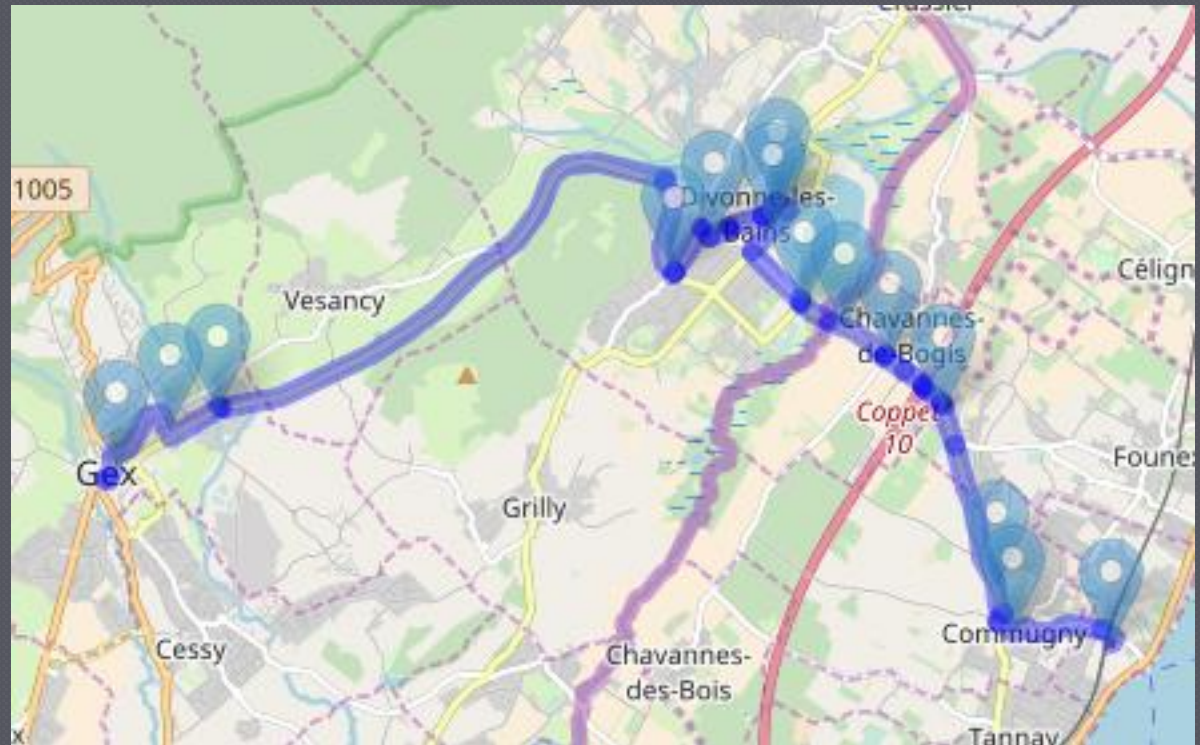 1005
Divonne-les-
Bains
Célign
Vesancy
Chavannes-
de-Bogis
Coppet
10
Gex
Founex
Grilly
Commugny
Cessy
Chavannes-
des-Bois
x
Tannay